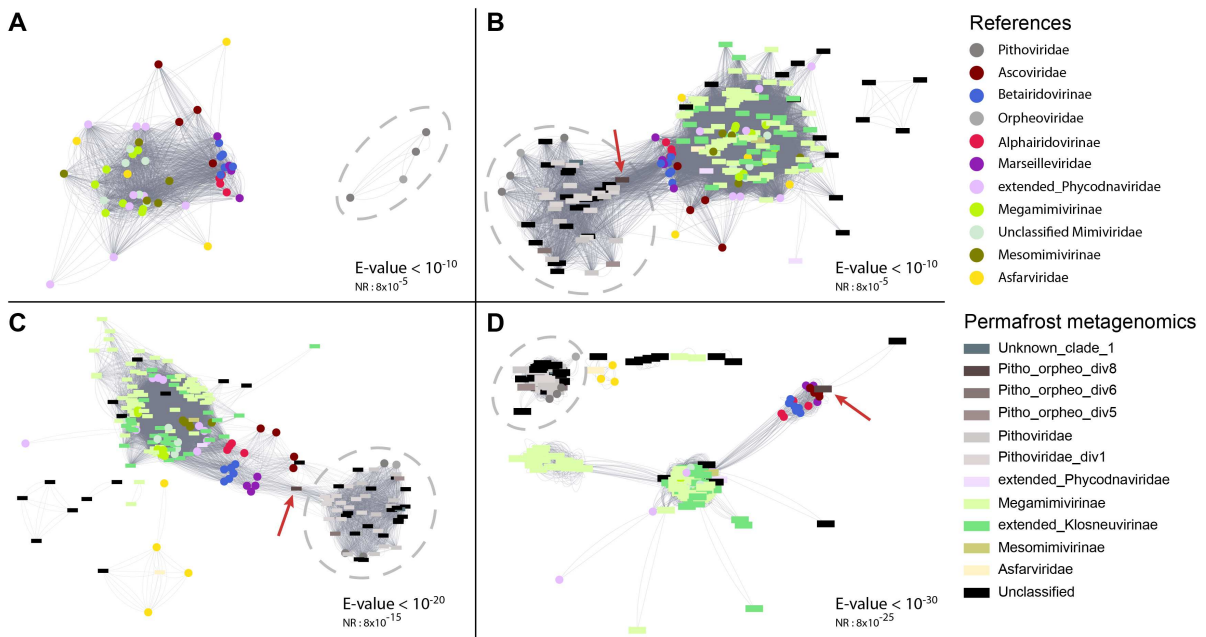 A
E-value < 10-10
NR : 8x10-5
B
E-value < 10-10
NR : 8x10-5
C
E-value < 10-20
NR : 8x10-15
D
E-value < 10-30
NR : 8x10-25
References
Pithoviridae
Ascoviridae
Betairidovirinae
Orpheoviridae
Alphairidovirinae
Marseilleviridae
extended_Phycodnaviridae
Megamimivirinae
Unclassified Mimiviridae
Mesomimivirinae
Asfarviridae
Permafrost metagenomics
Unknown_clade_1
Pitho_orpheo_div8
Pitho_orpheo_div6
Pitho_orpheo_div5
Pithoviridae
Pithoviridae_div1
extended_Phycodnaviridae
Megamimivirinae
extended_Klosneuvirinae
Mesomimivirinae
Asfarviridae
Unclassified